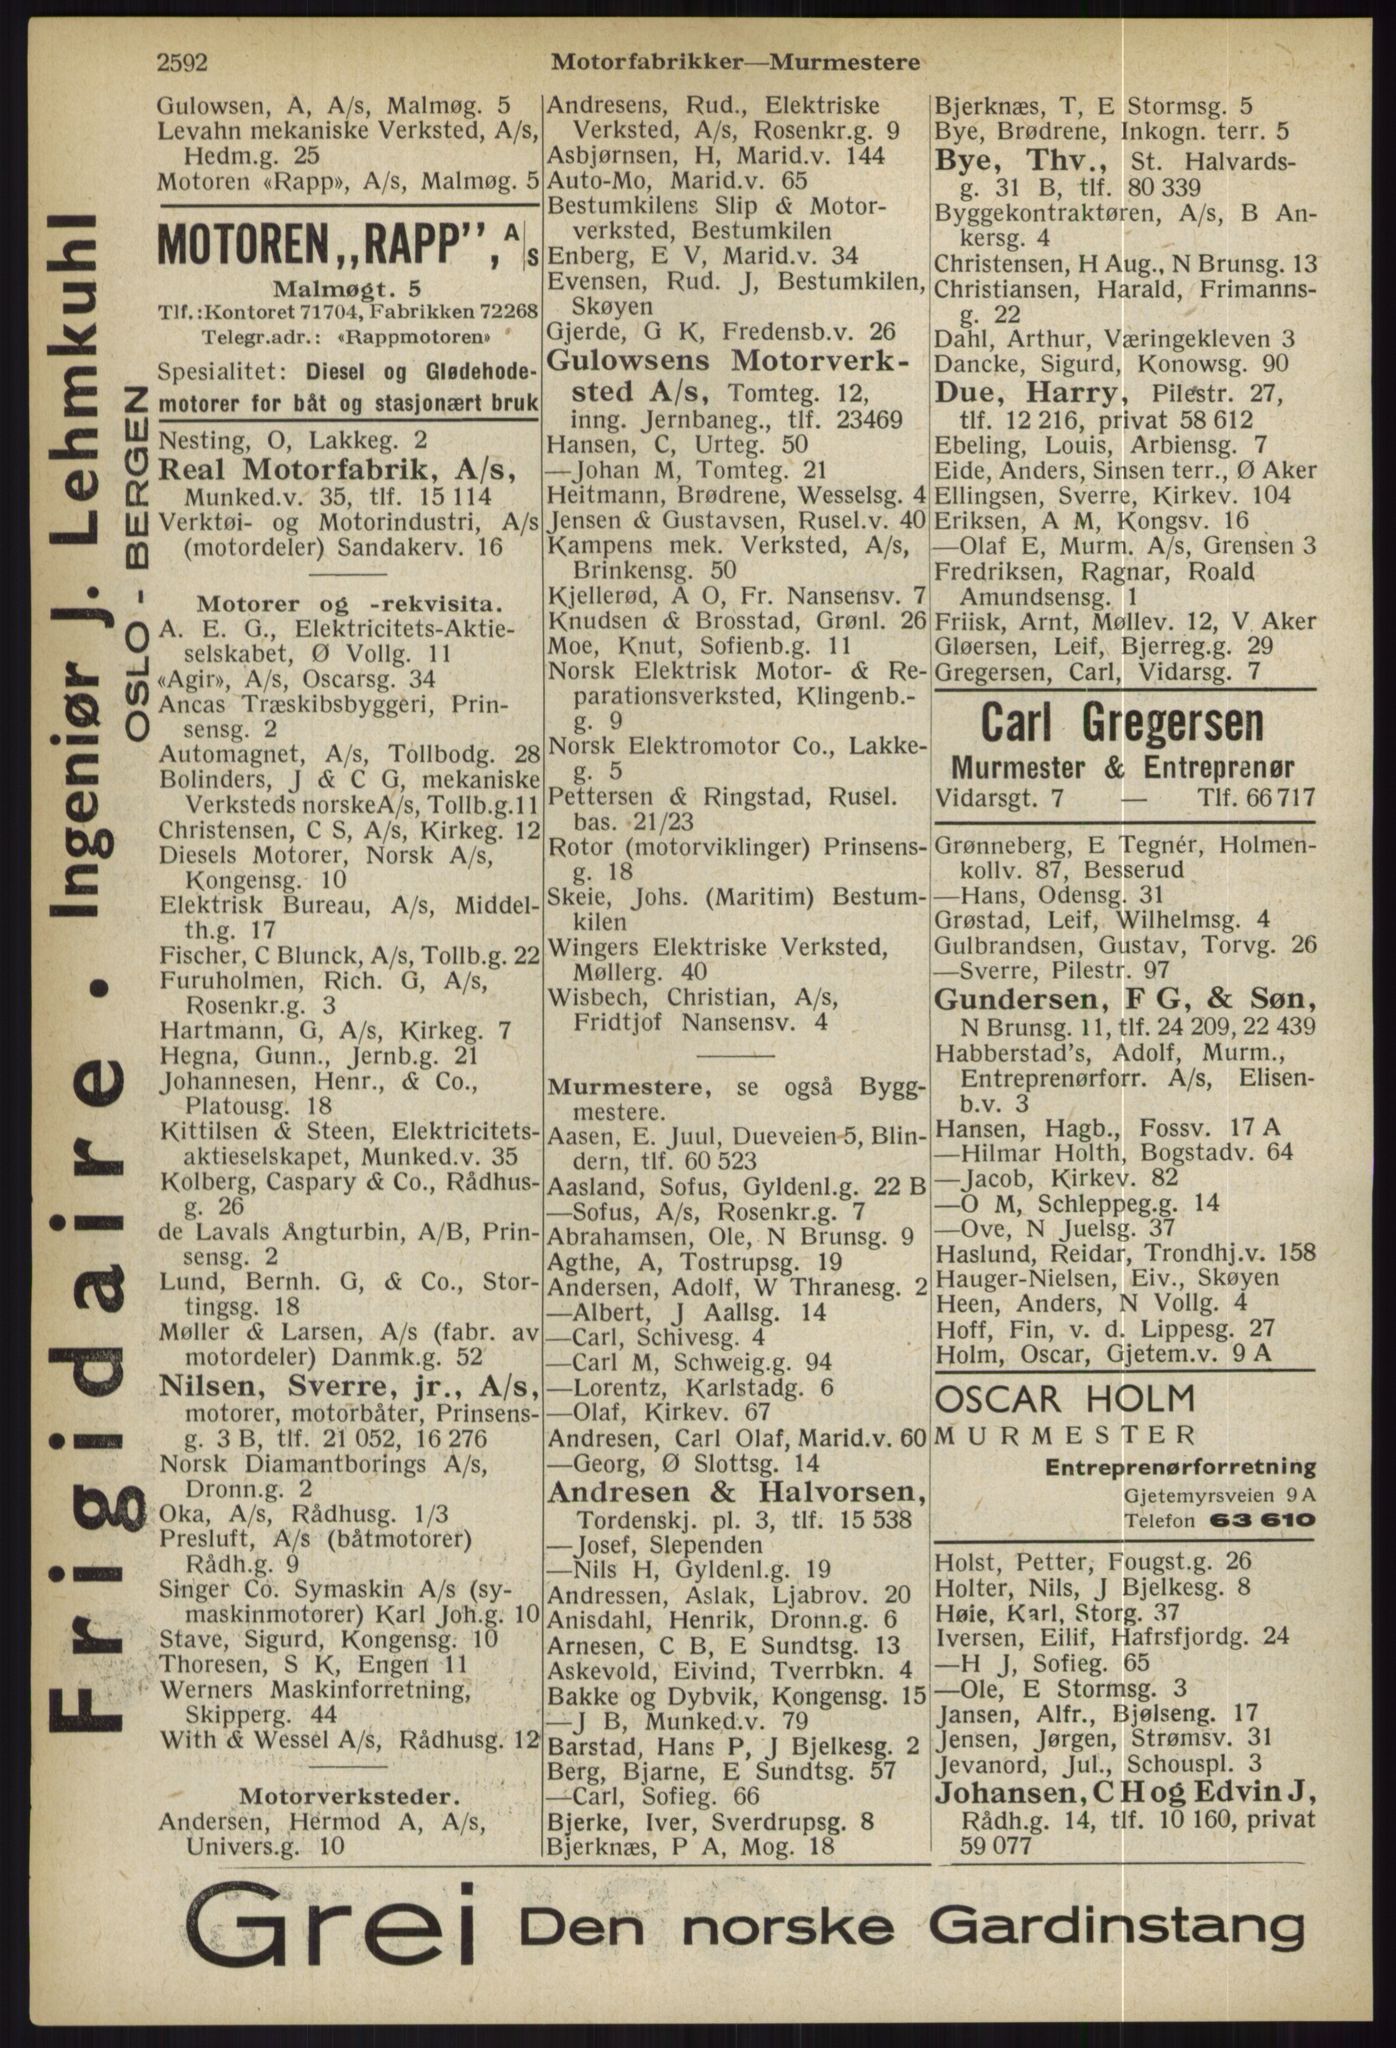 2592
Motorfabrikker—Murmestere
Gulowsen, A, A/s, Malmøg. 5
Levahn mekaniske Verksted, A/s,
Hedm.g. 25
Motoren «Rapp», A/s, Malmøg. 5
MOTOREN „RAPP”, A/s
Malmøgt. 5
Tlf.: Kontoret 71704, Fabrikken 72268
Telegr.adr.: «Rappmotoren»
Spesialitet: Diesel og Glødehode-
motorer for båt og stasjonært bruk
Nesting, O, Lakkeg. 2
Real Motorfabrik, A/s,
Munked.v. 35, tlf. 15 114
Verktøi- og Motorindustri, A/s
(motordeler) Sandakerv. 16
Motorer og -rekvisita.
A. E. G., Elektricitets-Aktie-
selskabet, Ø Vollg. 11
«Agir», A/s, Oscarsg. 34
Ancas Træskibsbyggeri, Prin-
sensg. 2
Automagnet, A/s, Tollbodg. 28
Bolinders, J & C G, mekaniske
Verksteds norske A/s, Tollb.g. 11
Christensen, C S, A/s, Kirkeg. 12
Diesels Motorer, Norsk A/s,
Kongensg. 10
Elektrisk Bureau, A/s, Middel-
th.g. 17
Fischer, C Blunck, A/s, Tollb.g. 22
Furuholmen, Rich. G, A/s,
Rosenkr.g. 3
Hartmann, G, A/s, Kirkeg. 7
Hegna, Gunn., Jernb.g. 21
Johannesen, Henr., & Co.,
Platousg. 18
Kittilsen & Steen, Elektricitets-
aktieselskapet, Munked.v. 35
Kolberg, Caspary & Co., Rådhus-
g. 26
de Lavals Ångturbin, A/B, Prin-
sensg. 2
Lund, Bernh. G, & Co., Stor-
tingsg. 18
Møller & Larsen, A/s (fabr. av
motordeler) Danmk.g. 52
Nilsen, Sverre, jr., A/s,
motorer, motorbåter, Prinsens-
g. 3 B, tlf. 21 052, 16 276
Norsk Diamantborings A/s,
Dronn.g. 2
Oka, A/s, Rådhusg. 1/3
Presluft, A/s (båtmotorer)
Rådh.g. 9
Singer Co. Symaskin A/s (sy-
maskinmotorer) Karl Joh.g. 10
Stave, Sigurd, Kongensg. 10
Thoresen, S K, Engen 11
Werners Maskinforretning,
Skipperg. 44
With & Wessel A/s, Rådhusg. 12
Motorverksteder.
Andersen, Hermod A, A/s,
Univers.g. 10
Andresens, Rud., Elektriske
Verksted, A/s, Rosenkr.g. 9
Asbjørnsen, H, Marid.v. 144
Auto-Mo, Marid.v. 65
Bestumkilens Slip & Motor-
verksted, Bestumkilen
Enberg, E V, Marid.v. 34
Evensen, Rud. J, Bestumkilen,
Skøyen
Gjerde, G K, Fredensb.v. 26
Gulowsens Motorverk-
sted A/s, Tomteg. 12,
inng. Jernbaneg., tlf. 23469
Hansen, C, Urteg. 50
—Johan M, Tomteg. 21
Heitmann, Brødrene, Wesselsg. 4
Jensen & Gustavsen, Rusel.v. 40
Kampens mek. Verksted, A/s,
Brinkensg. 50
Kjellerød, A O, Fr. Nansensv. 7
Knudsen & Brosstad, Grønl. 26
Moe, Knut, Sofienb.g. 11
Norsk Elektrisk Motor- & Re-
parationsverksted, Klingenb.-
g. 9
Norsk Elektromotor Co., Lakke-
g. 5
Pettersen & Ringstad, Rusel.
bas. 21/23
Rotor (motorviklinger) Prinsens-
g. 18
Skeie, Johs. (Maritim) Bestum-
kilen
Wingers Elektriske Verksted,
Møllerg. 40
Wisbech, Christian, A/s,
Fridtjof Nansensv. 4
Murmestere, se også Bygg-
mestere.
Aasen, E. Juul, Dueveien 5, Blin-
dern, tlf. 60 523
Aasland, Sofus, Gyldenl.g. 22 B
—Sofus, A/s, Rosenkr.g. 7
Abrahamsen, Ole, N Brunsg. 9
Agthe, A, Tostrupsg. 19
Andersen, Adolf, W Thranesg. 2
—Albert, J Aallsg. 14
—Carl, Schivesg. 4
—Carl M, Schweig.g. 94
—Lorentz, Karlstadg. 6
—Olaf, Kirkev. 67
Andresen, Carl Olaf, Marid.v. 60
—Georg, Ø Slottsg. 14
Andresen & Halvorsen,
Tordenskj. pl. 3, tlf. 15 538
—Josef, Slependen
—Nils H, Gyldenl.g. 19
Andressen, Aslak, Ljabrov. 20
Anisdahl, Henrik, Dronn.g. 6
Arnesen, C B, E Sundtsg. 13
Askevold, Eivind, Tverrbkn. 4
Bakke og Dybvik, Kongensg. 15
—J B, Munked.v. 79
Barstad, Hans P, J Bjelkesg. 2
Berg, Bjarne, E Sundtsg. 57
—Carl, Sofieg. 66
Bjerke, Iver, Sverdrupsg. 8
Bjerknæs, P A, Mog. 18
Bjerknæs, T, E Stormsg. 5
Bye, Brødrene, Inkogn. terr. 5
Bye, Thv., St. Halvards-
g. 31 B, tlf. 80 339
Byggekontraktøren, A/s, B An-
kersg. 4
Christensen, H Aug., N Brunsg. 13
Christiansen, Harald, Frimanns-
g. 22
Dahl, Arthur, Væringekleven 3
Dancke, Sigurd, Konowsg. 90
Due, Harry, Pilestr. 27,
tlf. 12 216, privat 58 612
Ebeling, Louis, Arbiensg. 7
Eide, Anders, Sinsen terr., Ø Aker
Ellingsen, Sverre, Kirkev. 104
Eriksen, A M, Kongsv. 16
—Olaf E, Murm. A/s, Grensen 3
Fredriksen, Ragnar, Roald
Amundsensg. 1
Friisk, Arnt, Møllev. 12, V Aker
Gløersen, Leif, Bjerreg.g. 29
Gregersen, Carl, Vidarsg. 7
Carl Gregersen
Murmester & Entreprenør
Vidarsgt. 7 — Tlf. 66 717
Grønneberg, E Tegnér, Holmen-
kollv. 87, Besserud
—Hans, Odensg. 31
Grøstad, Leif, Wilhelmsg. 4
Gulbrandsen, Gustav, Torvg. 26
—Sverre, Pilestr. 97
Gundersen, F G, & Søn,
N Brunsg. 11, tlf. 24 209, 22 439
Habberstad's, Adolf, Murm.,
Entreprenørforr. A/s, Elisen-
b.v. 3
Hansen, Hagb., Fossv. 17 A
—Hilmar Holth, Bogstadv. 64
—Jacob, Kirkev. 82
—O M, Schleppeg.g. 14
—Ove, N Juelsg. 37
Haslund, Reidar, Trondhj.v. 158
Hauger-Nielsen, Eiv., Skøyen
Heen, Anders, N Vollg. 4
Hoff, Fin, v. d. Lippesg. 27
Holm, Oscar, Gjetem.v. 9 A
OSCAR HOLM
MURMESTER
Entreprenørforretning
Gjetemyrsveien 9 A
Telefon 63 610
Holst, Petter, Fougst.g. 26
Holter, Nils, J Bjelkesg. 8
Høie, Karl, Storg. 37
Iversen, Eilif, Hafrsfjordg. 24
—H J, Sofieg. 65
—Ole, E Stormsg. 3
Jansen, Alfr., Bjølseng. 17
Jensen, Jørgen, Strømsv. 31
Jevanord, Jul., Schouspl. 3
Johansen, C H og Edvin J,
Rådh.g. 14, tlf. 10 160, privat
59 077
Frigidaire • Ingeniør J. Lehmkuhl
OSLO - BERGEN
Grei Den norske Gardinstang